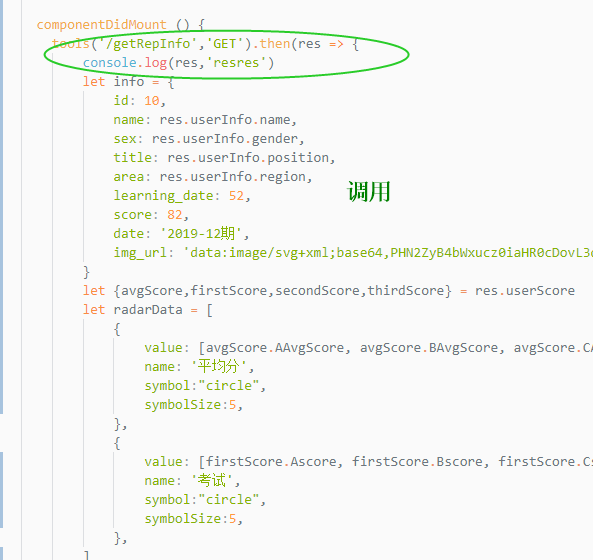 componentDidMount () {
tools('/getRepInfo','GET').then(res => {
console.log(res,'resres')
let info = {
id: 10,
name: res.userInfo.name,
sex: res.userInfo.gender,
title: res.userInfo.position,
area: res.userInfo.region,
调用
learning_date: 52,
score: 82,
date: '2019-12期',
img_url: 'data:image/svg+xml;base64,PHN2ZyB4bWxucz0iaHR0cDovL3d
}
let {avgScore,firstScore,secondScore,thirdScore} = res.userScore
let radarData = [
{
value: [avgScore.AAvgScore, avgScore.BAvgScore, avgScore.CA
name: '平均分',
symbol:"circle",
symbolSize:5,
},
{
value: [firstScore.Ascore, firstScore.Bscore, firstScore.Cs
name: '考试',
symbol:"circle",
symbolSize:5,
},
]